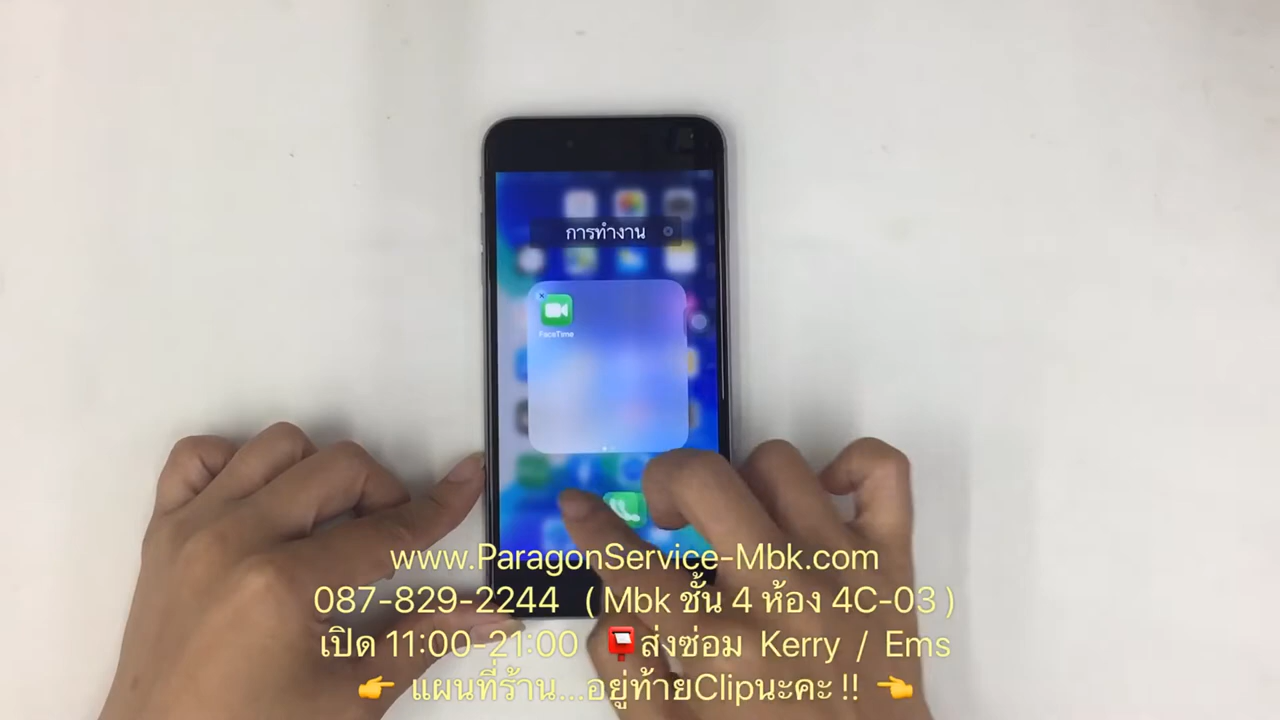 การทำงาน
FaceTime
www.ParagonService-Mbk.com
087-829-2244 ( Mbk ชั้น 4 ห้อง 4C-03 )
เปิด 11:00-21:00 📮ส่งซ่อม Kerry / Ems
👉 แผนที่ร้าน...อยู่ท้ายClipนะคะ !! 👈